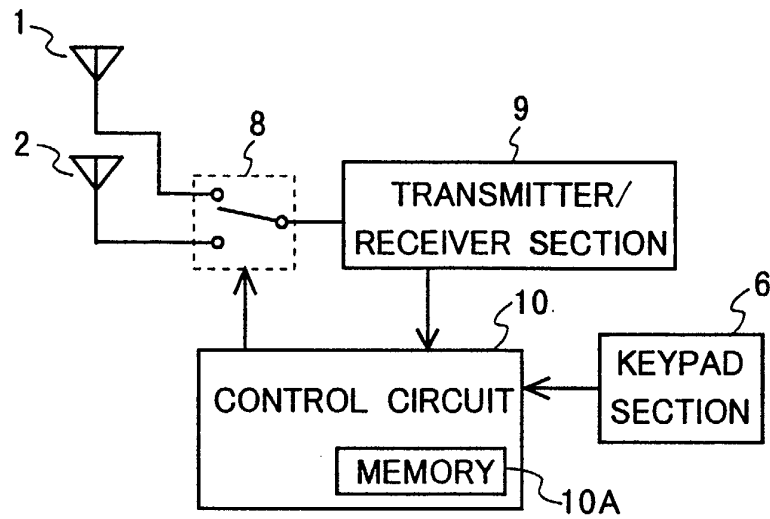 1
2
8
9
TRANSMITTER/
RECEIVER SECTION
10
6
CONTROL CIRCUIT
KEYPAD
SECTION
MEMORY
10A